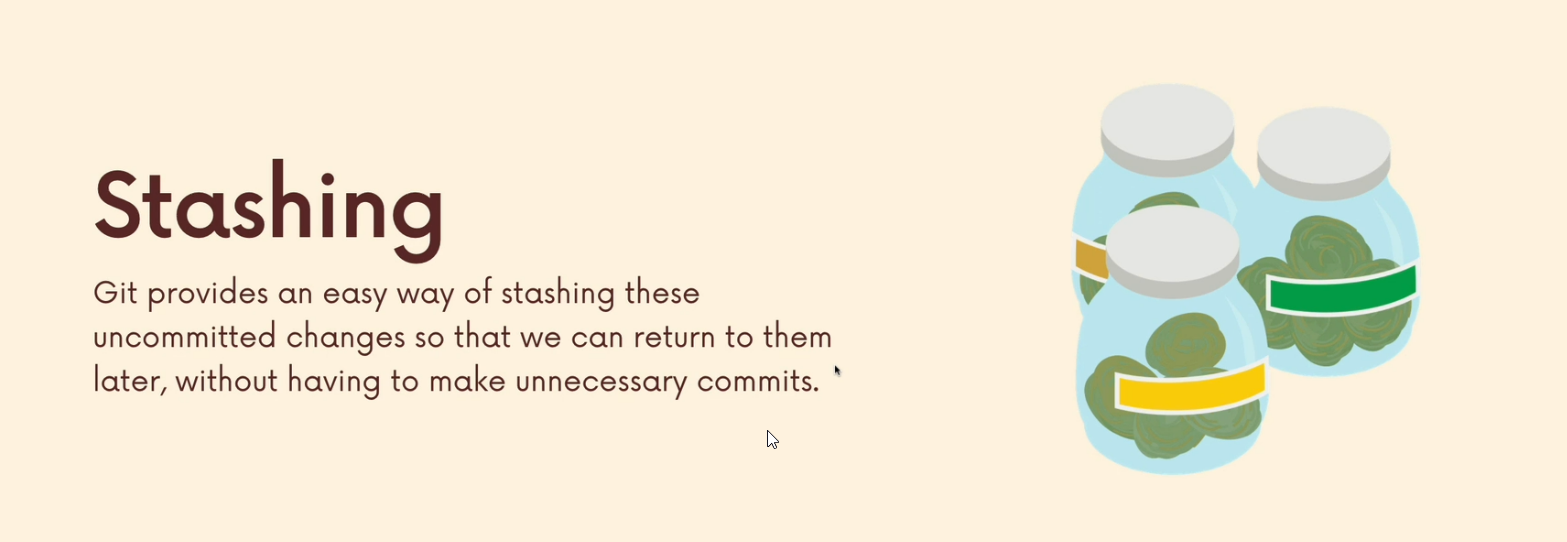 Stashing
Git provides an easy way of stashing these
uncommitted changes so that we can return to them
later, without having to make unnecessary commits.